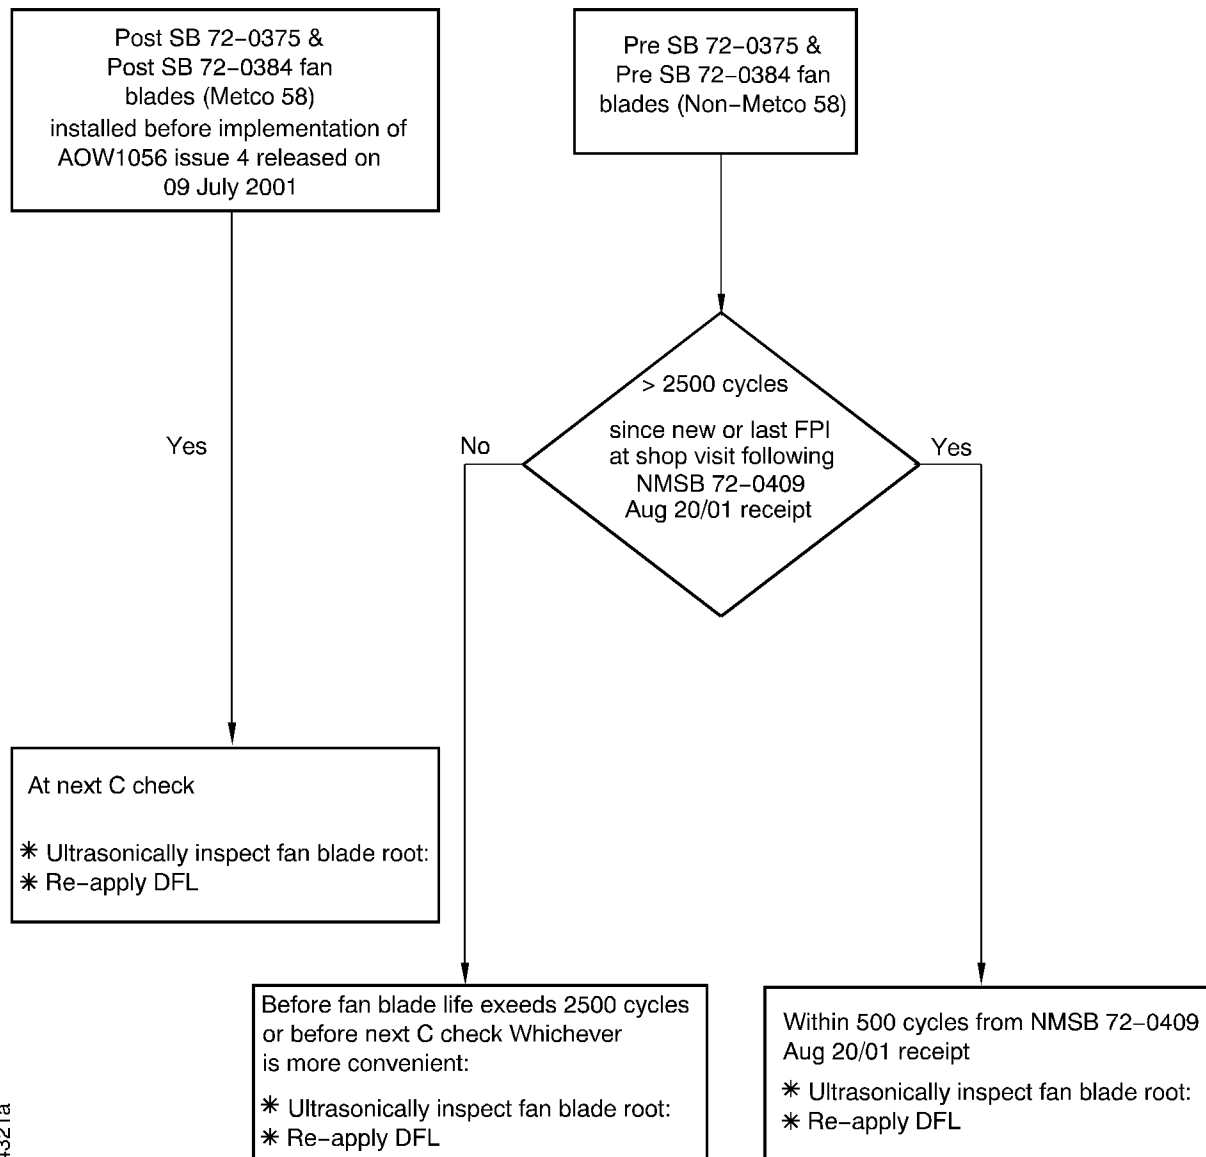 Post SB 72-0375 &
Post SB 72-0384 fan
blades (Metco 58)
installed before implementation of
AOW1056 issue 4 released on
09 July 2001
Pre SB 72-0375 &
Pre SB 72-0384 fan
blades (Non-Metco 58)
> 2500 cycles
since new or last FPI
at shop visit following
NMSB 72-0409
Aug 20/01 receipt
Yes
No
Yes
At next C check
* Ultrasonically inspect fan blade root:
* Re-apply DFL
Before fan blade life exeeds 2500 cycles
or before next C check Whichever
is more convenient:
* Ultrasonically inspect fan blade root:
* Re-apply DFL
Within 500 cycles from NMSB 72-0409
Aug 20/01 receipt
* Ultrasonically inspect fan blade root:
* Re-apply DFL